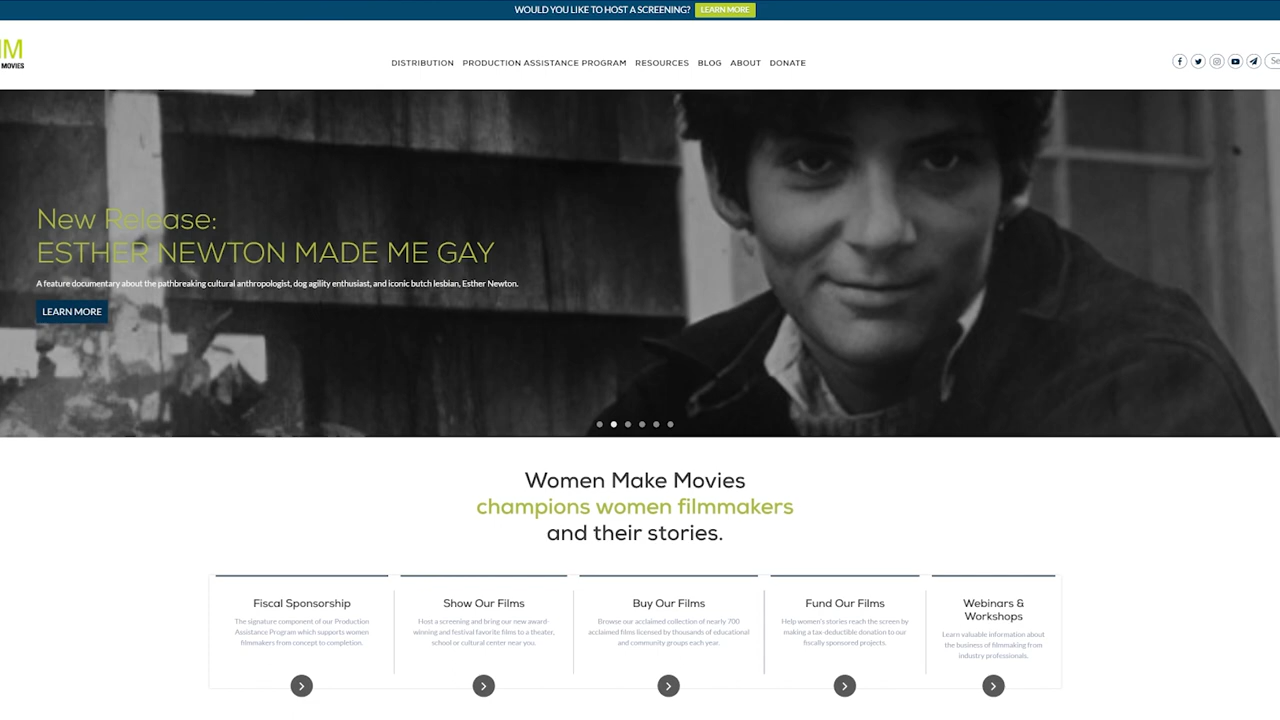 WOULD YOU LIKE TO HOST A SCREENING? LEARN MORE
MOVIES
DISTRIBUTION PRODUCTION ASSISTANCE PROGRAM RESOURCES BLOG ABOUT DONATE
New Release:
ESTHER NEWTON MADE ME GAY
A feature documentary about the pathbreaking cultural anthropologist, dog agility enthusiast, and iconic butch lesbian, Esther Newton.
LEARN MORE
Women Make Movies
champions women filmmakers
and their stories.
Fiscal Sponsorship
The signature component of our Production
Assistance Program which supports women
filmmakers from concept to completion.
Show Our Films
Host a screening and bring our new award-
winning and festival favorite films to a theater,
school or cultural center near you.
Buy Our Films
Browse our acclaimed collection of nearly 700
acclaimed films licensed by thousands of educational
and community groups each year.
Fund Our Films
Help women's stories reach the screen by
making a tax-deductible donation to our
fiscally sponsored projects.
Webinars &
Workshops
Learn valuable information about
the business of filmmaking from
industry professionals.